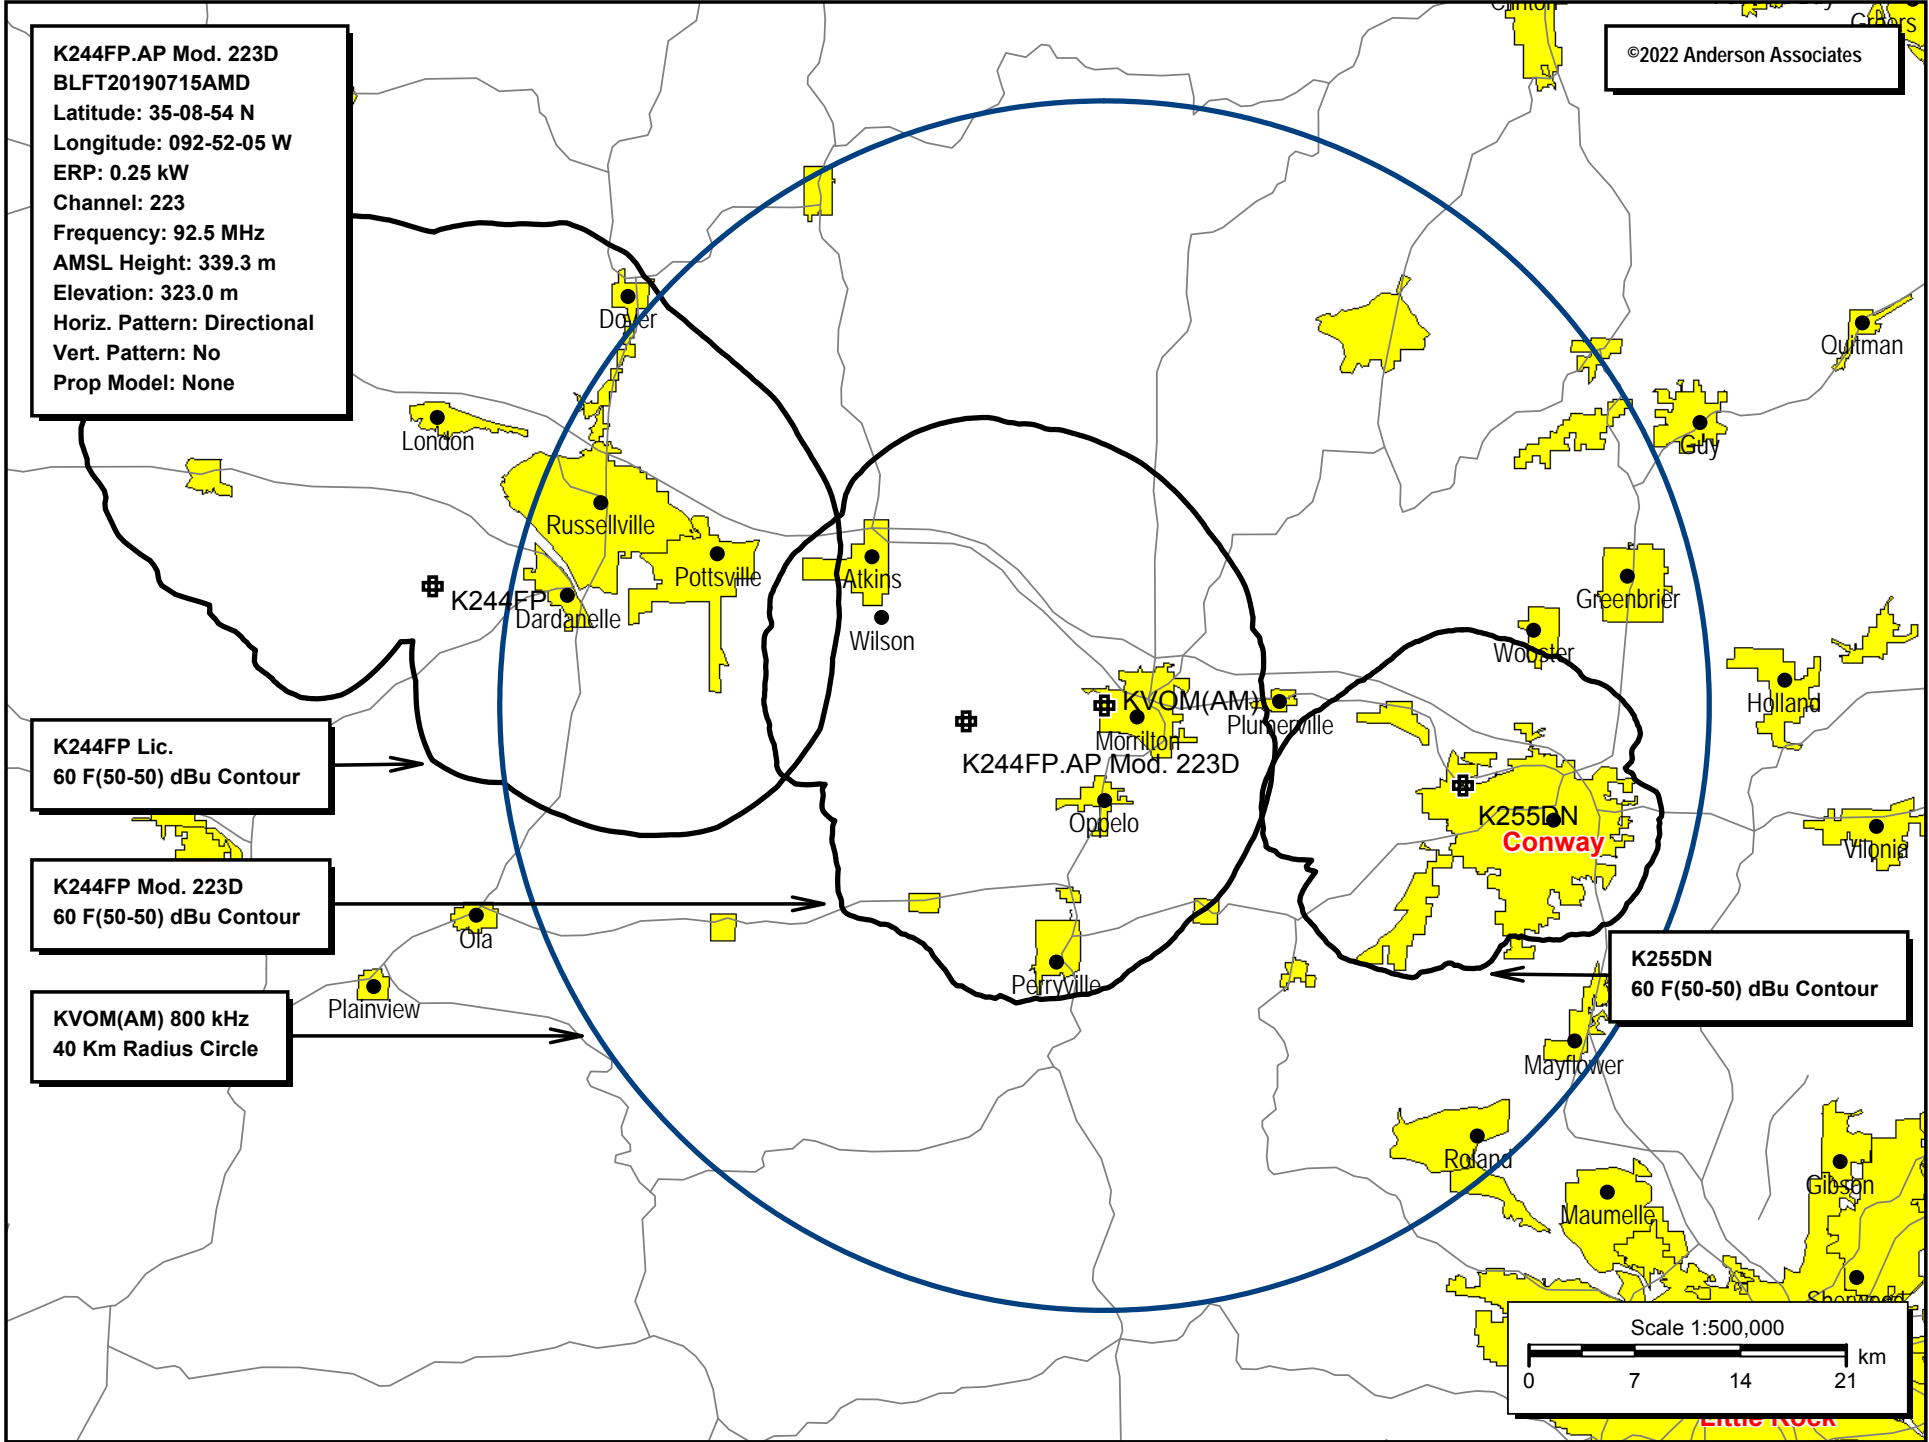 Clinton
K244FP.AP Mod. 223D
BLFT20190715AMD
Latitude: 35-08-54 N
Longitude: 092-52-05 W
ERP: 0.25 kW
Channel: 223
Frequency: 92.5 MHz
AMSL Height: 339.3 m
Elevation: 323.0 m
Horiz. Pattern: Directional
Vert. Pattern: No
Prop Model: None
©2022 Anderson Associates
Dover
Quitman
London
Guy
Russellville
Pottsville
Atkins
K244FP
Dardanelle
Greenbrier
Wilson
Wooster
Holland
KVOM(AM)
Plumerville
Morrilton
K244FP.AP Mod. 223D
K244FP Lic.
60 F(50-50) dBu Contour
Oppelo
K255DN
Conway
Vilonia
K244FP Mod. 223D
60 F(50-50) dBu Contour
Ola
Perryville
K255DN
60 F(50-50) dBu Contour
Plainview
KVOM(AM) 800 kHz
40 Km Radius Circle
Mayflower
Roland
Gibson
Maumelle
Sherwood
Scale 1:500,000
km
0 7 14 21
Little Rock